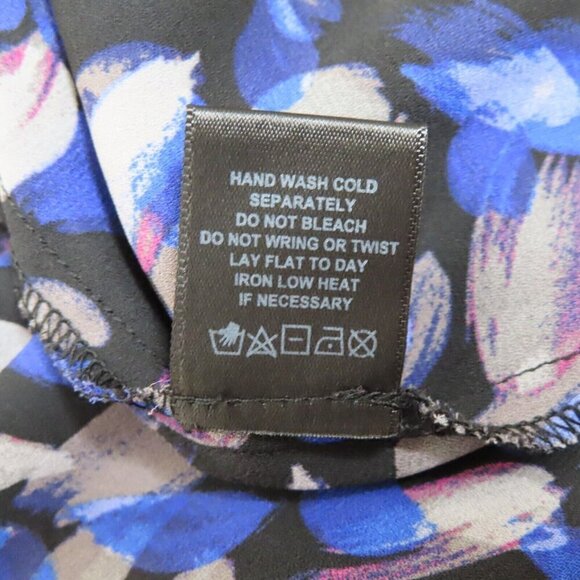 HAND WASH COLD
SEPARATELY
DO NOT BLEACH
DO NOT WRING OR TWIST
LAY FLAT TO DAY
IRON LOW HEAT
IF NECESSARY